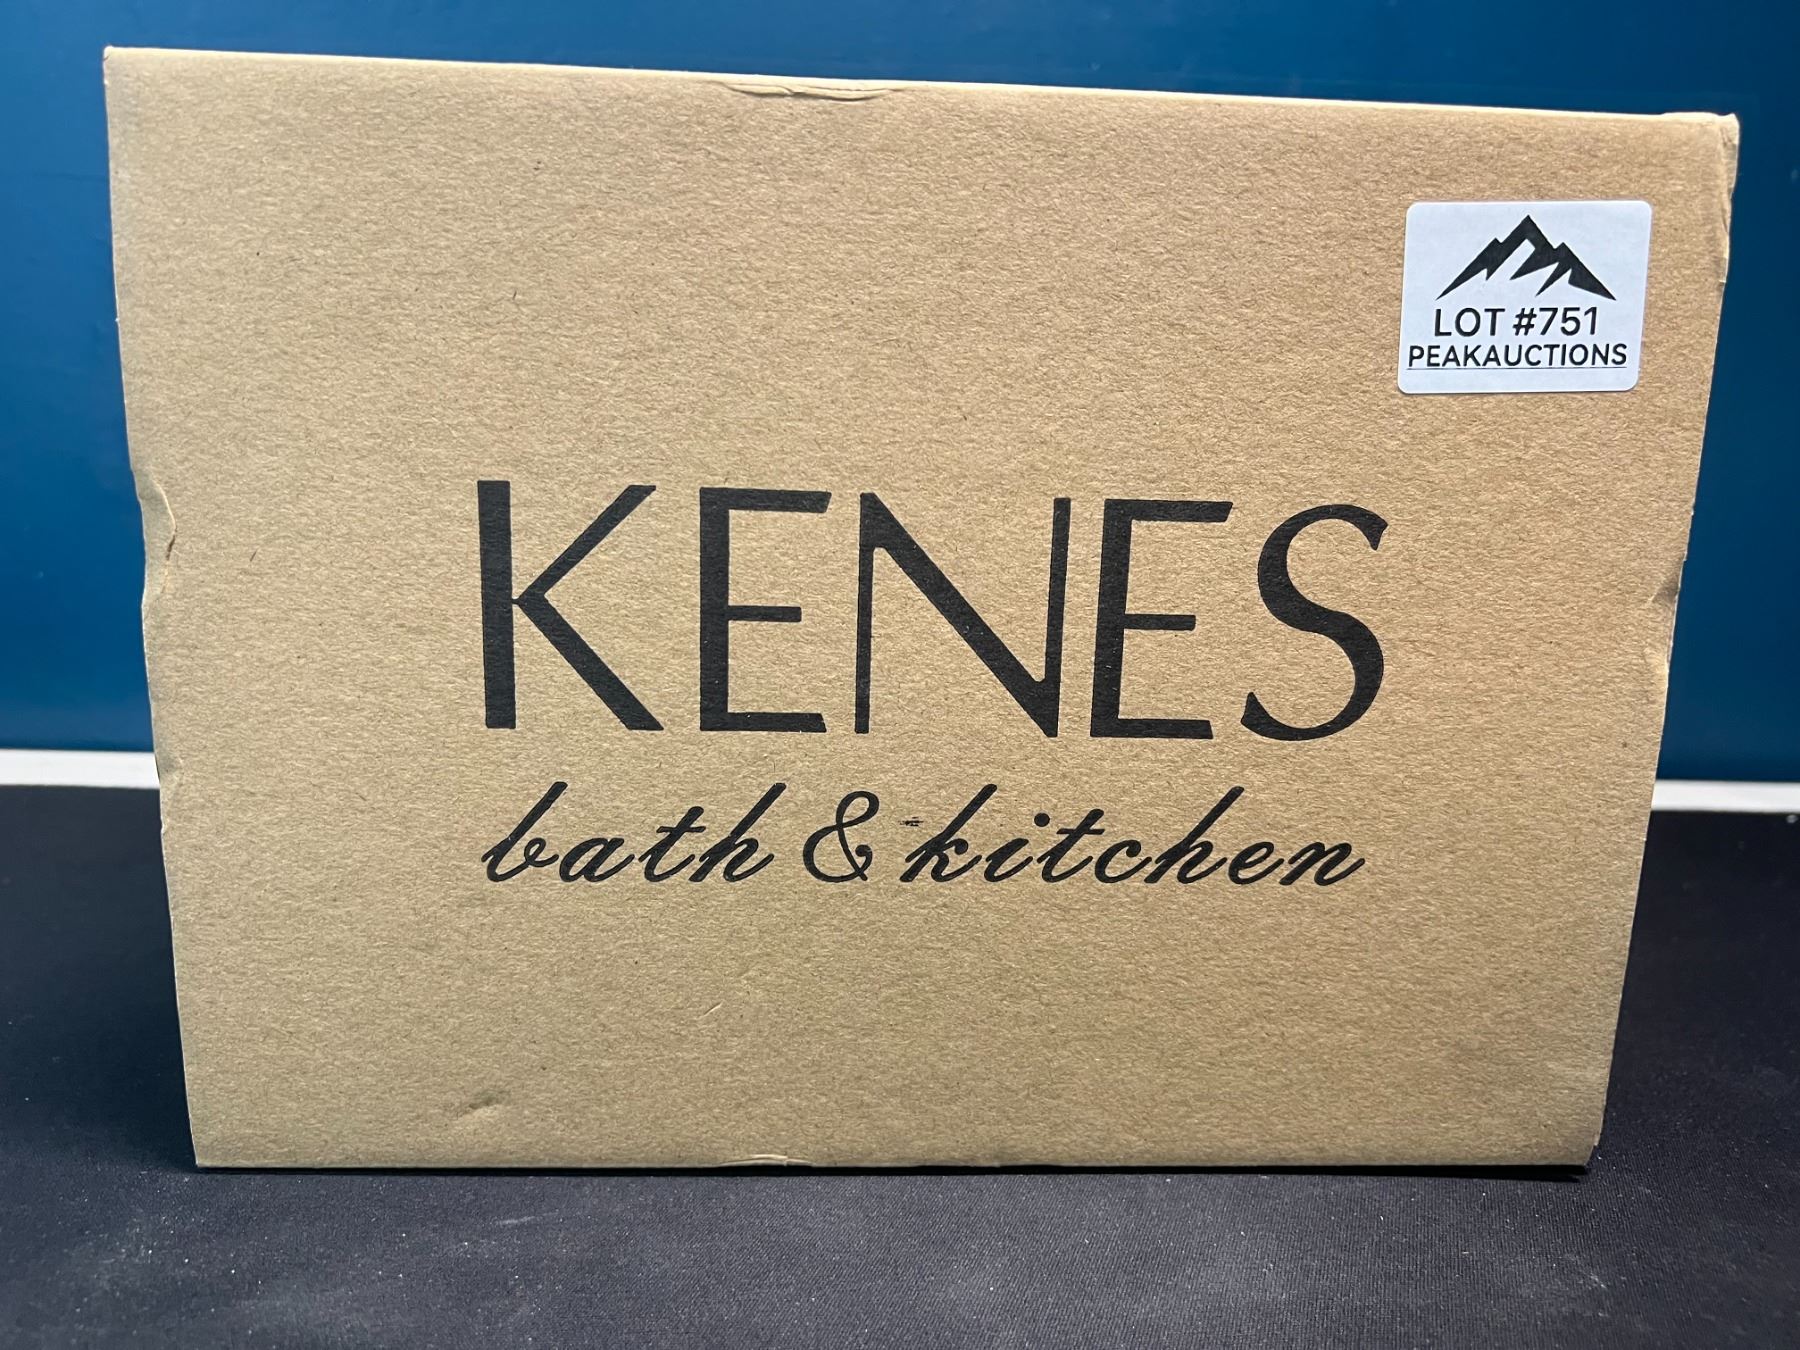 LOT #751
PEAKAUCTIONS
KENES
bath & kitchen